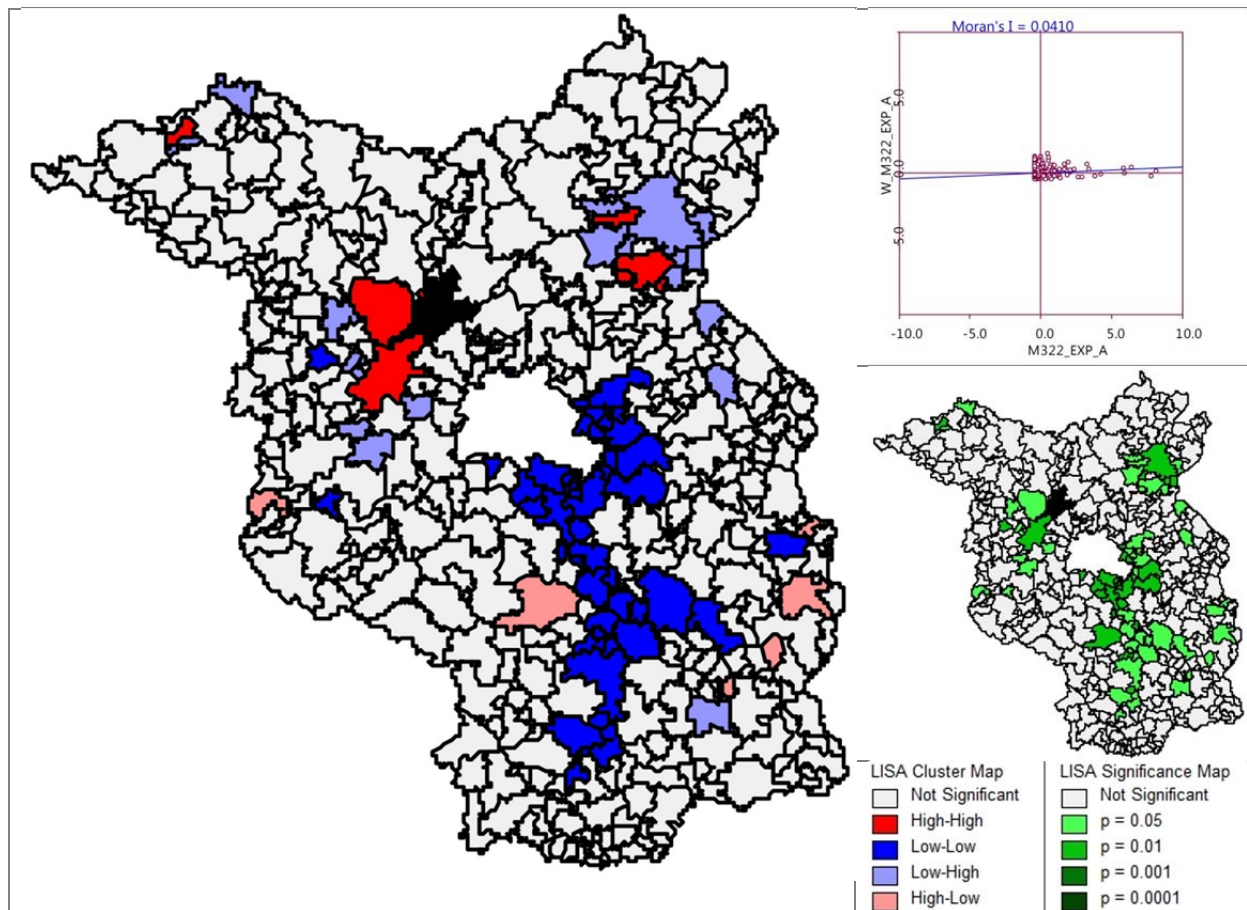 Moran's I = 0.0410
W_M322_EXP_A
5.0
0.0
5.0
-10.0 -5.0 0.0 5.0 10.0
M322_EXP_A
LISA Cluster Map
Not Significant
High-High
Low-Low
Low-High
High-Low
LISA Significance Map
Not Significant
p = 0.05
p = 0.01
p = 0.001
p = 0.0001